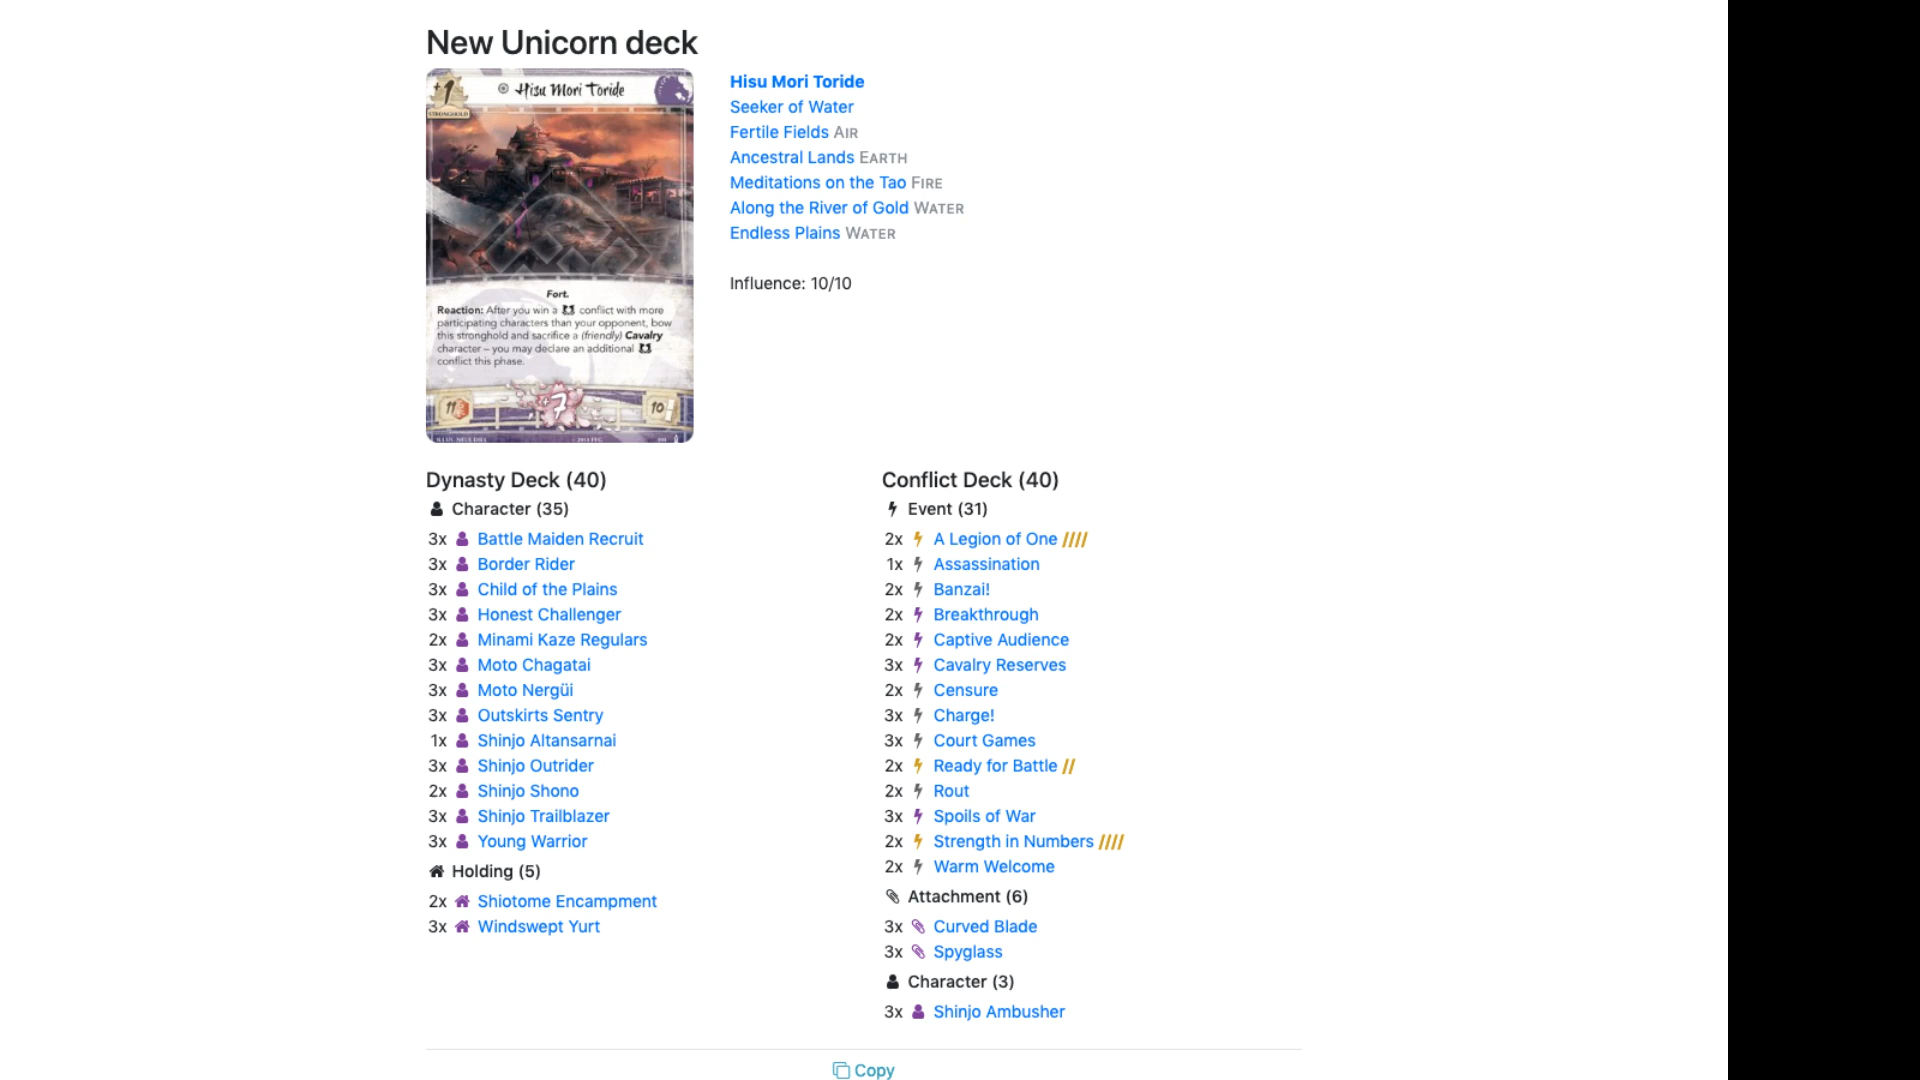 New Unicorn deck
+1
STRONGHOLD
Hisu Mori Toride
Fort.
Reaction: After you win a conflict with more
participating characters than your opponent, bow
this stronghold and sacrifice a (friendly) Cavalry
character – you may declare an additional
conflict this phase.
11
+7
10
Hisu Mori Toride
Seeker of Water
Fertile Fields AIR
Ancestral Lands EARTH
Meditations on the Tao FIRE
Along the River of Gold WATER
Endless Plains WATER
Influence: 10/10
Dynasty Deck (40)
Character (35)
3x Battle Maiden Recruit
3x Border Rider
3x Child of the Plains
3x Honest Challenger
2x Minami Kaze Regulars
3x Moto Chagatai
3x Moto Nergüi
3x Outskirts Sentry
1x Shinjo Altansarnai
3x Shinjo Outrider
2x Shinjo Shono
3x Shinjo Trailblazer
3x Young Warrior
Holding (5)
2x Shiotome Encampment
3x Windswept Yurt
Conflict Deck (40)
Event (31)
2x A Legion of One ////
1x Assassination
2x Banzai!
2x Breakthrough
2x Captive Audience
3x Cavalry Reserves
2x Censure
3x Charge!
3x Court Games
2x Ready for Battle //
2x Rout
3x Spoils of War
2x Strength in Numbers ////
2x Warm Welcome
Attachment (6)
3x Curved Blade
3x Spyglass
Character (3)
3x Shinjo Ambusher
Copy